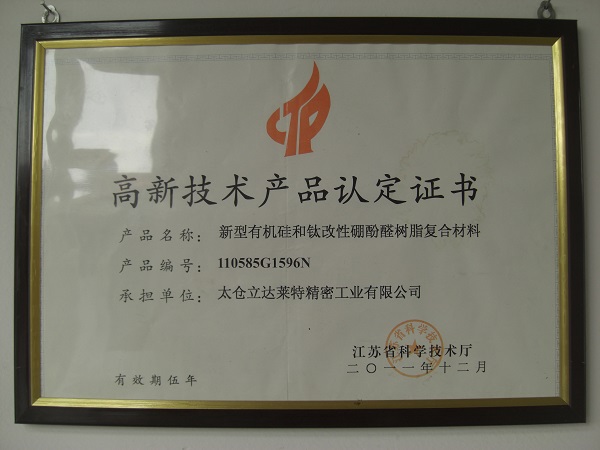 CTP
高新技术产品认定证书
产品名称：新型有机硅和钛改性硼酚醛树脂复合材料
产品编号：110585G1596N
承担单位：太仓立达莱特精密工业有限公司
江苏省科学技术厅
二〇一一年十二月
有效期伍年